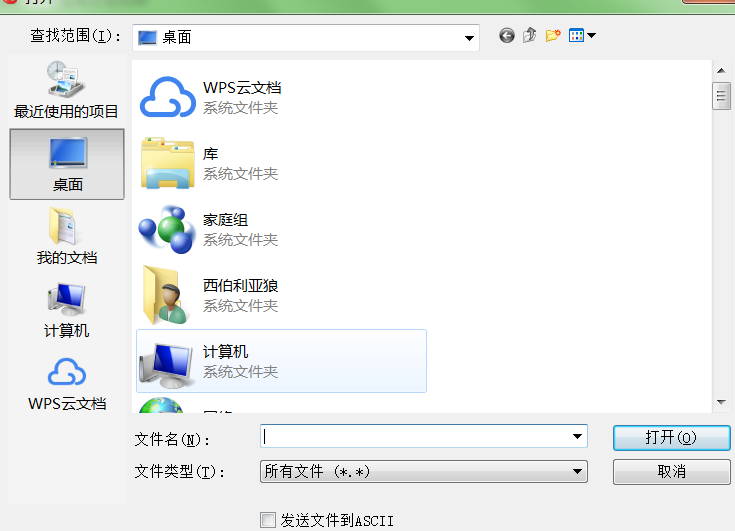 打开
查找范围(I)：
桌面
最近使用的项目
桌面
我的文档
计算机
WPS云文档
WPS云文档
系统文件夹
库
系统文件夹
家庭组
系统文件夹
西伯利亚狼
系统文件夹
计算机
系统文件夹
文件名(N)：
打开(O)
文件类型(T)：
所有文件 (*.*)
取消
发送文件到ASCII